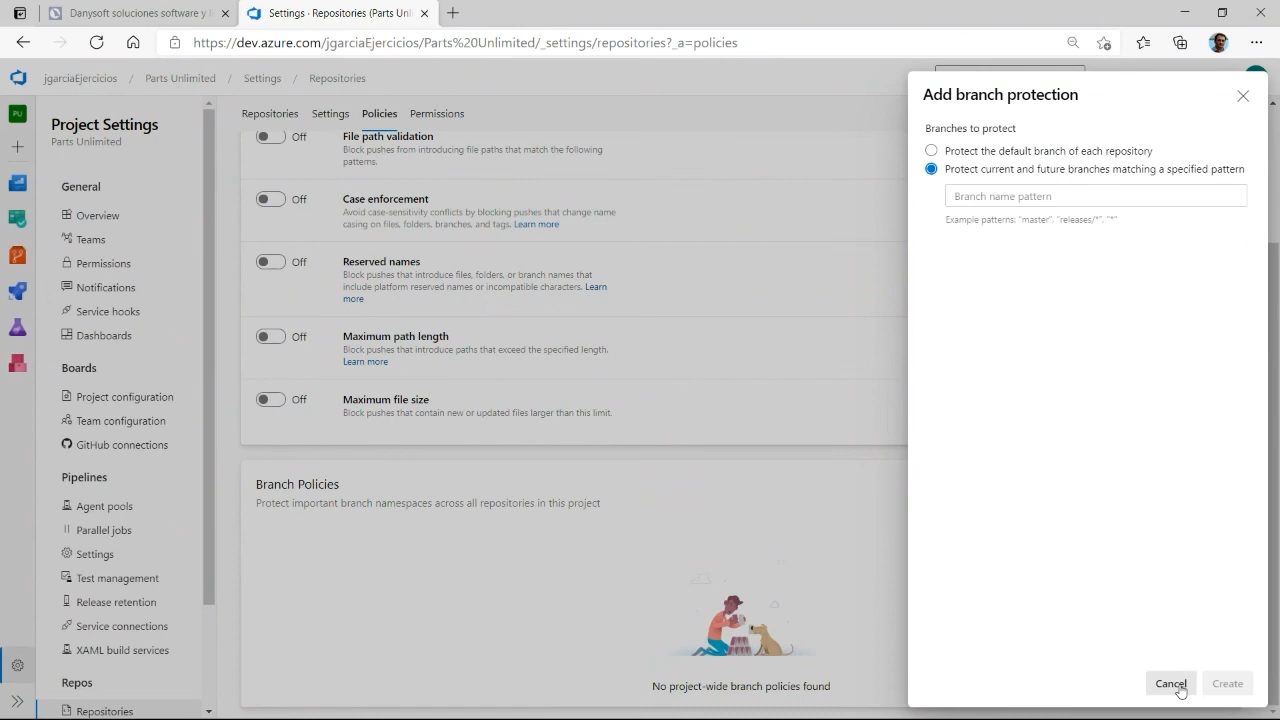 Danysoft soluciones software y
Settings · Repositories (Parts Unl
https://dev.azure.com/jgarciaEjercicios/Parts%20Unlimited/_settings/repositories?_a=policies
jgarciaEjercicios / Parts Unlimited / Settings / Repositories
PU
Project Settings
Parts Unlimited
General
Overview
Teams
Permissions
Notifications
Service hooks
Dashboards
Boards
Project configuration
Team configuration
GitHub connections
Pipelines
Agent pools
Parallel jobs
Settings
Test management
Release retention
Service connections
XAML build services
Repos
Repositories
Repositories Settings Policies Permissions
Off File path validation
Block pushes from introducing file paths that match the following
patterns.
Off Case enforcement
Avoid case-sensitivity conflicts by blocking pushes that change name
casing on files, folders, branches, and tags. Learn more
Off Reserved names
Block pushes that introduce files, folders, or branch names that
include platform reserved names or incompatible characters. Learn
more
Off Maximum path length
Block pushes that introduce paths that exceed the specified length.
Learn more
Off Maximum file size
Block pushes that contain new or updated files larger than this limit.
Branch Policies
Protect important branch namespaces across all repositories in this project
No project-wide branch policies found
Add branch protection
Branches to protect
Protect the default branch of each repository
Protect current and future branches matching a specified pattern
Branch name pattern
Example patterns: "master", "releases/*", "*"
Cancel Create